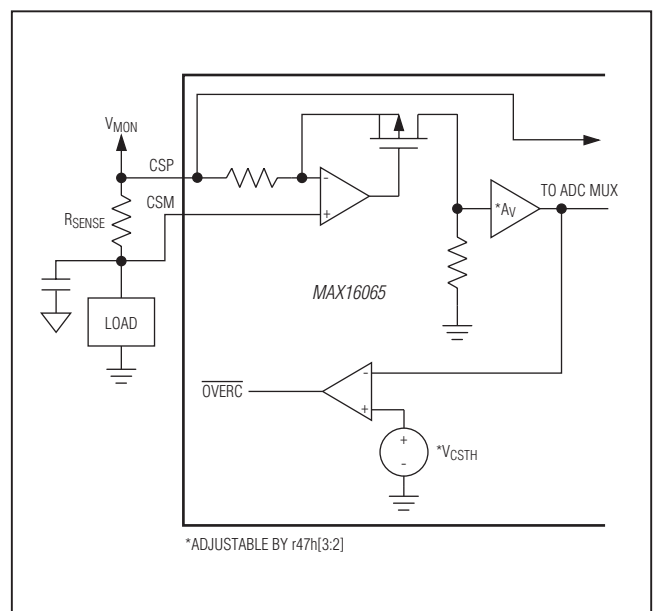 VMON
CSP
CSM
RSENSE
LOAD
MAX16065
-
+
*AV
TO ADC MUX
OVERC
-
+
+
-
*VCSTH
*ADJUSTABLE BY r47h[3:2]